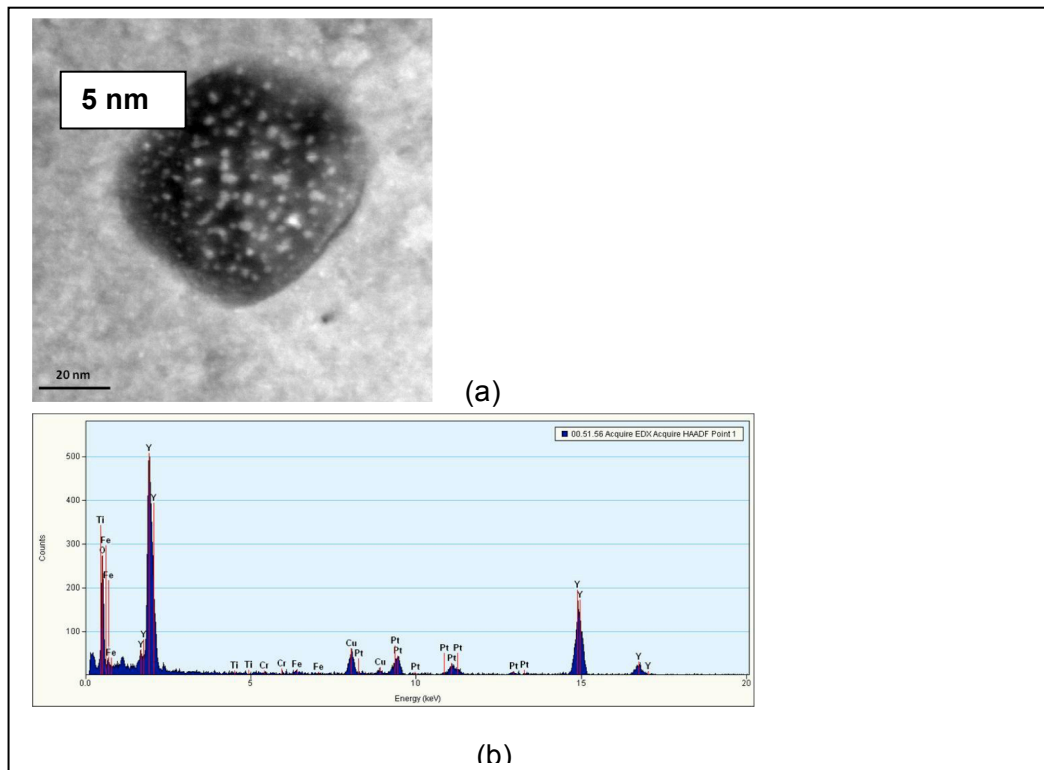 5 nm
20 nm
(a)
00.51.56 Acquire EDX Acquire HAADF Point 1
Counts
500
400
300
200
100
Ti
Fe
O
Fe
Fe
Y
Y
Y
Y
Ti
Ti
Cr
Cr
Fe
Fe
Cu
Pt
Cu
Pt
Pt
Pt
Pt
Pt
Pt
Pt
Pt
Y
Y
Y
Y
0.0
5
10
15
20
Energy (keV)
(b)